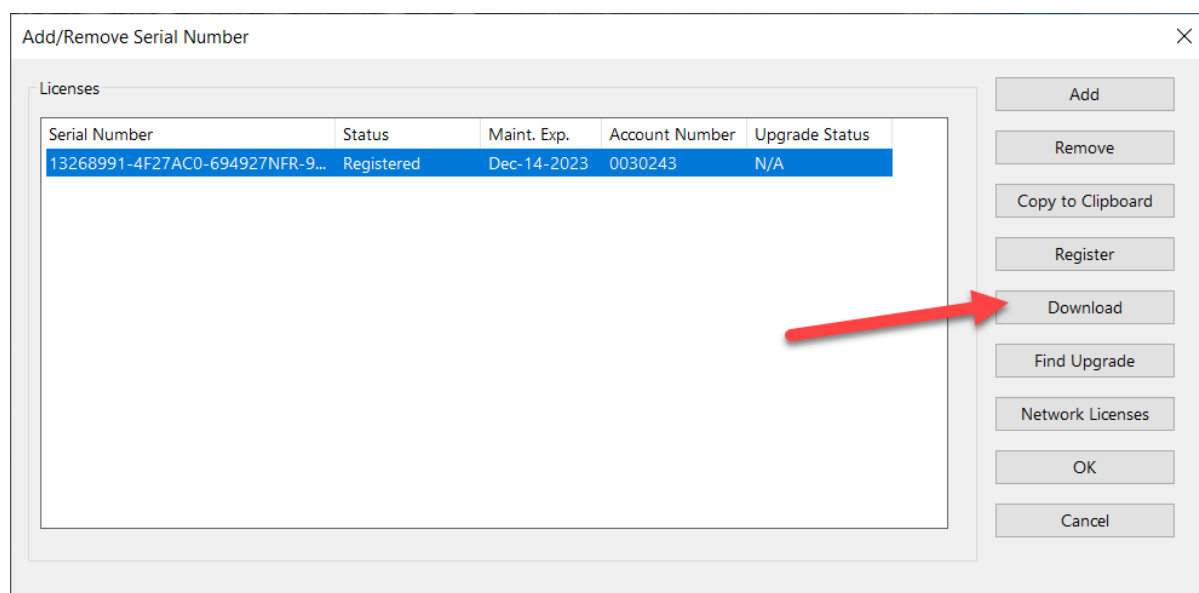 Add/Remove Serial Number
Licenses
Serial Number Status Maint. Exp. Account Number Upgrade Status
13268991-4F27AC0-694927NFR-9... Registered Dec-14-2023 0030243 N/A
Add
Remove
Copy to Clipboard
Register
Download
Find Upgrade
Network Licenses
OK
Cancel